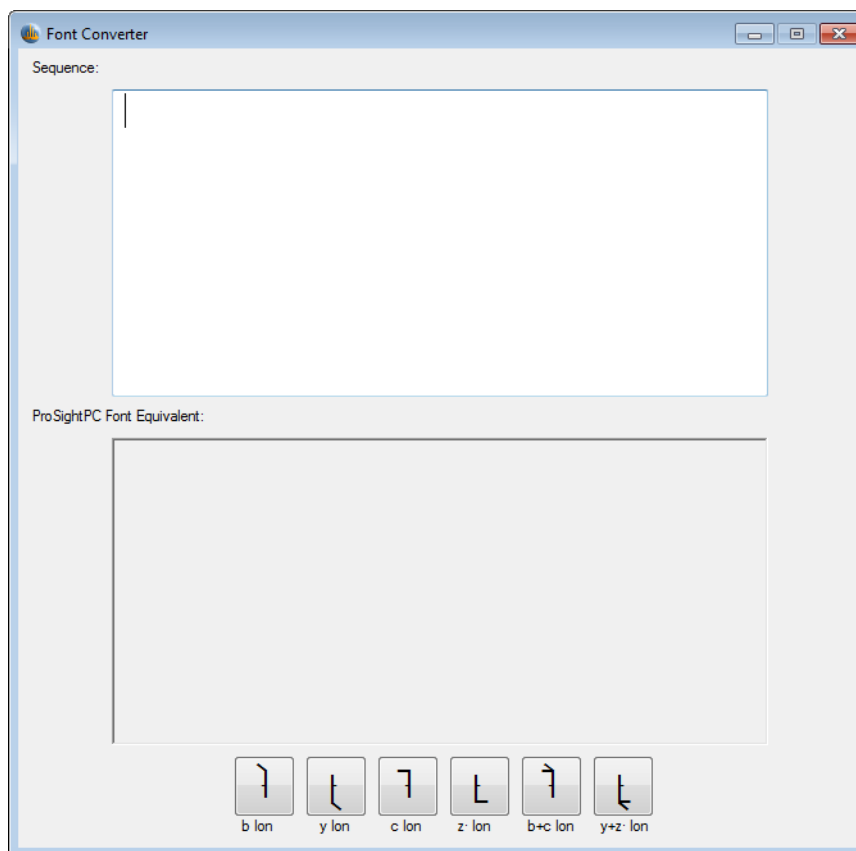 Font Converter
Sequence:
ProSightPC Font Equivalent:
b Ion y Ion c Ion z· Ion b+c Ion y+z· Ion